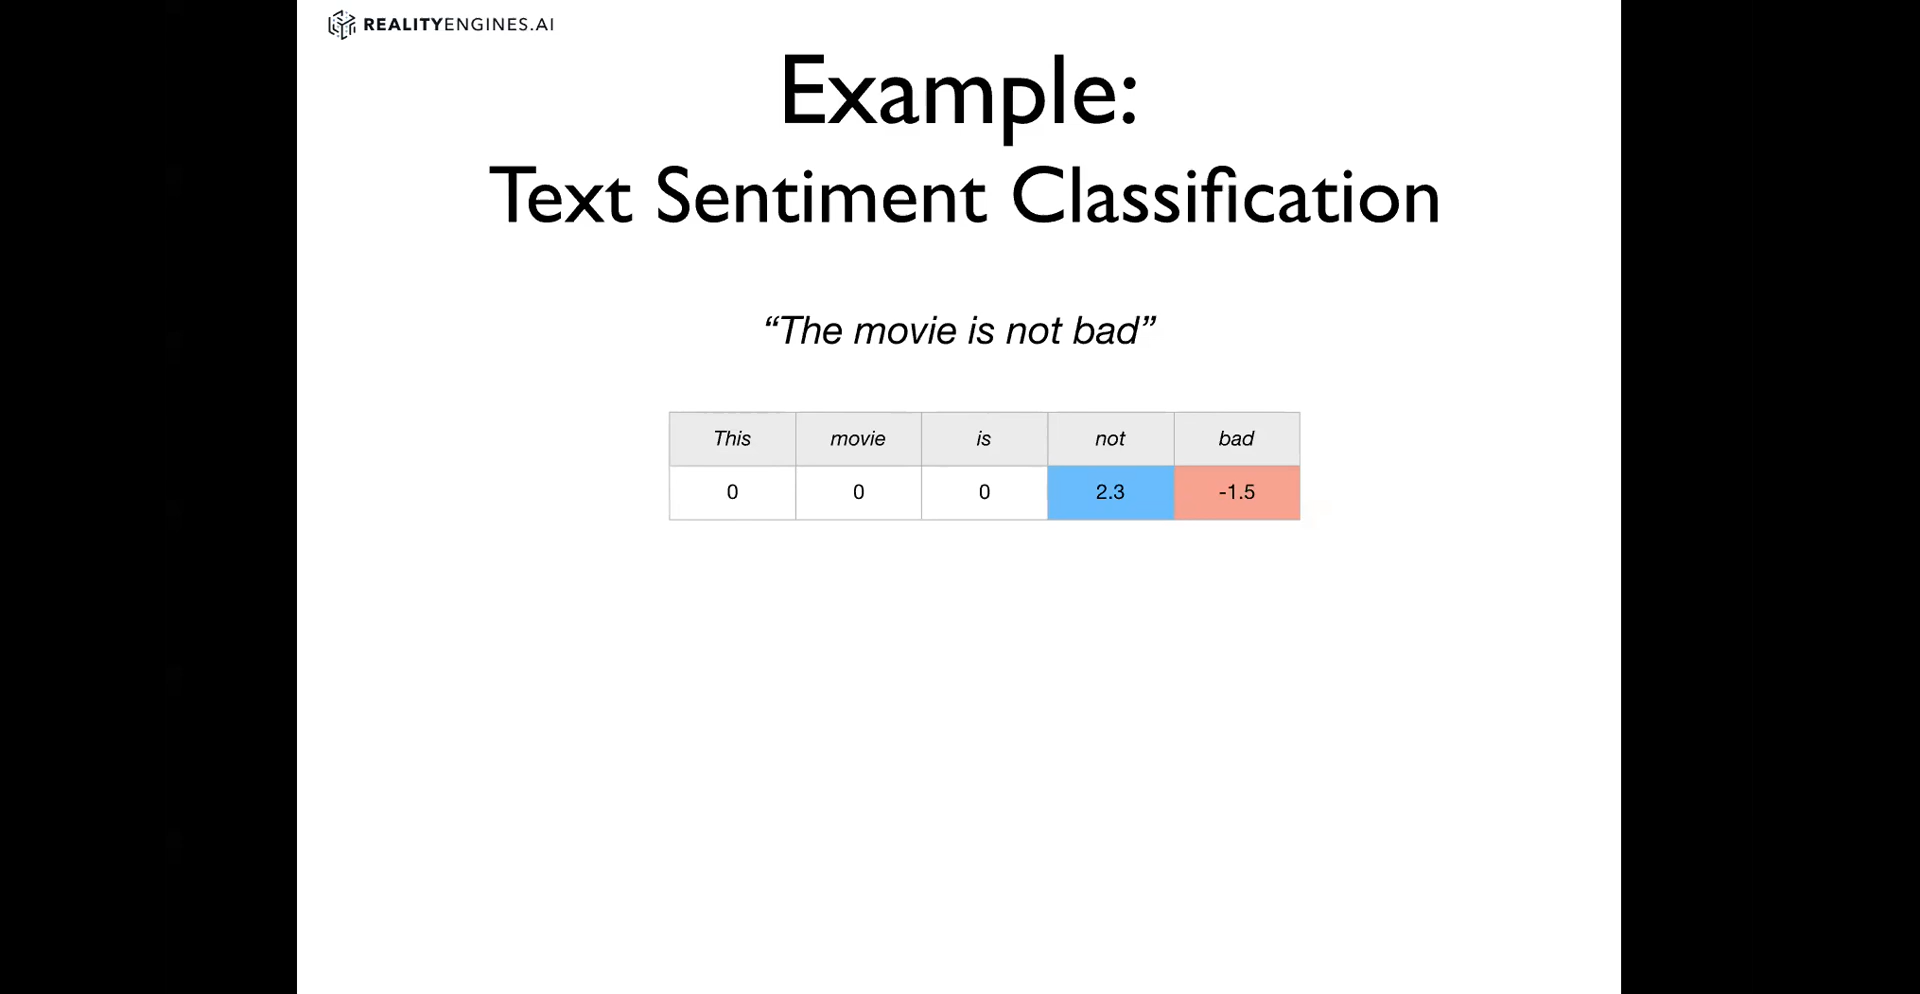 REALITYENGINES.AI
Example:
Text Sentiment Classification
“The movie is not bad”
This movie is not bad
0 0 0 2.3 -1.5